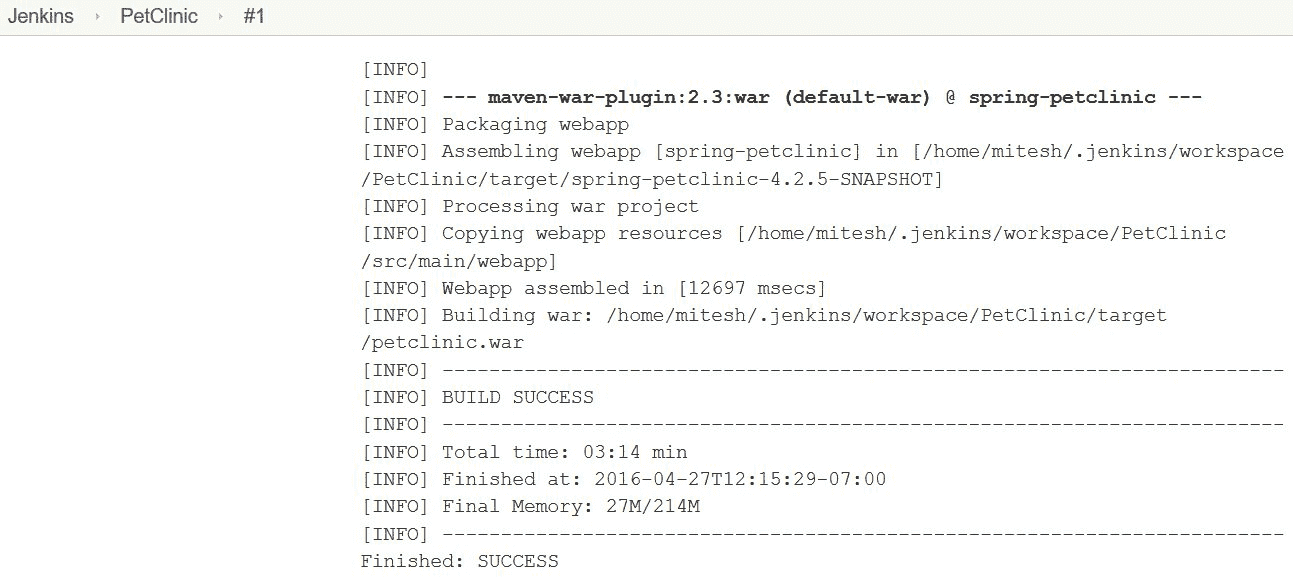 Jenkins › PetClinic › #1
[INFO]
[INFO] --- maven-war-plugin:2.3:war (default-war) @ spring-petclinic ---
[INFO] Packaging webapp
[INFO] Assembling webapp [spring-petclinic] in [/home/mitesh/.jenkins/workspace
/PetClinic/target/spring-petclinic-4.2.5-SNAPSHOT]
[INFO] Processing war project
[INFO] Copying webapp resources [/home/mitesh/.jenkins/workspace/PetClinic
/src/main/webapp]
[INFO] Webapp assembled in [12697 msecs]
[INFO] Building war: /home/mitesh/.jenkins/workspace/PetClinic/target
/petclinic.war
[INFO] ------------------------------------------------------------------------
[INFO] BUILD SUCCESS
[INFO] ------------------------------------------------------------------------
[INFO] Total time: 03:14 min
[INFO] Finished at: 2016-04-27T12:15:29-07:00
[INFO] Final Memory: 27M/214M
[INFO] ------------------------------------------------------------------------
Finished: SUCCESS